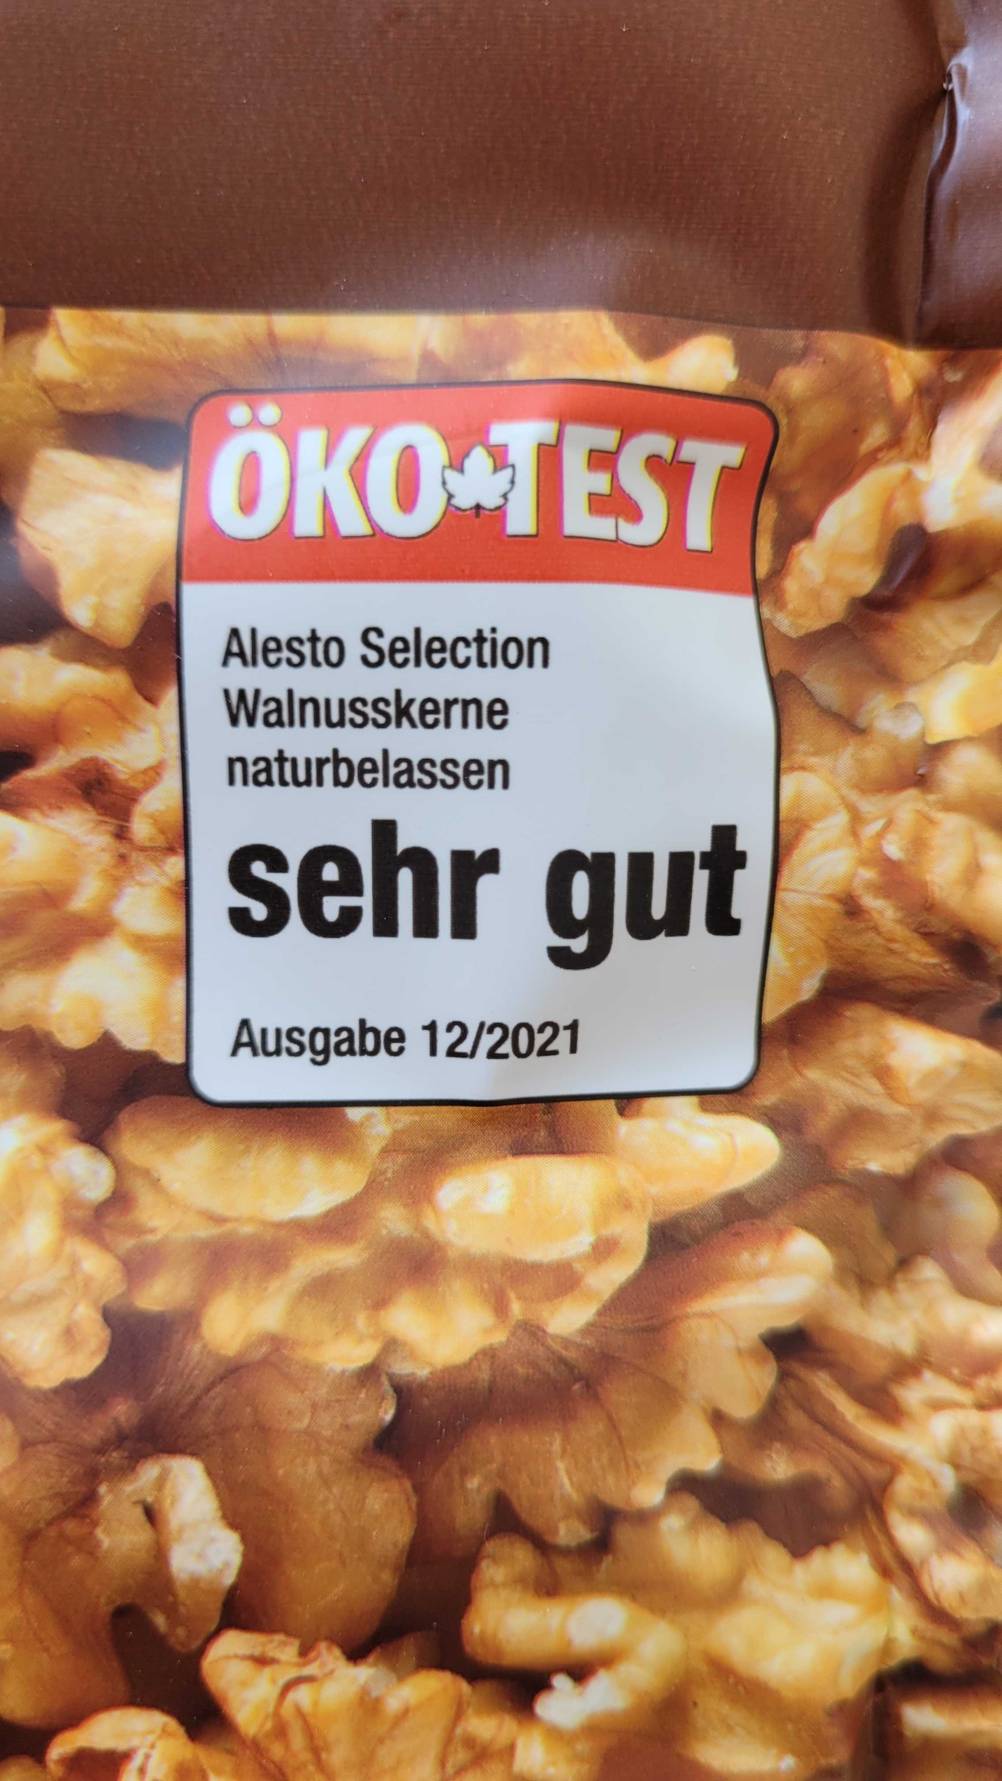 ÖKO TEST
Alesto Selection
Walnusskerne
naturbelassen
sehr gut
Ausgabe 12/2021